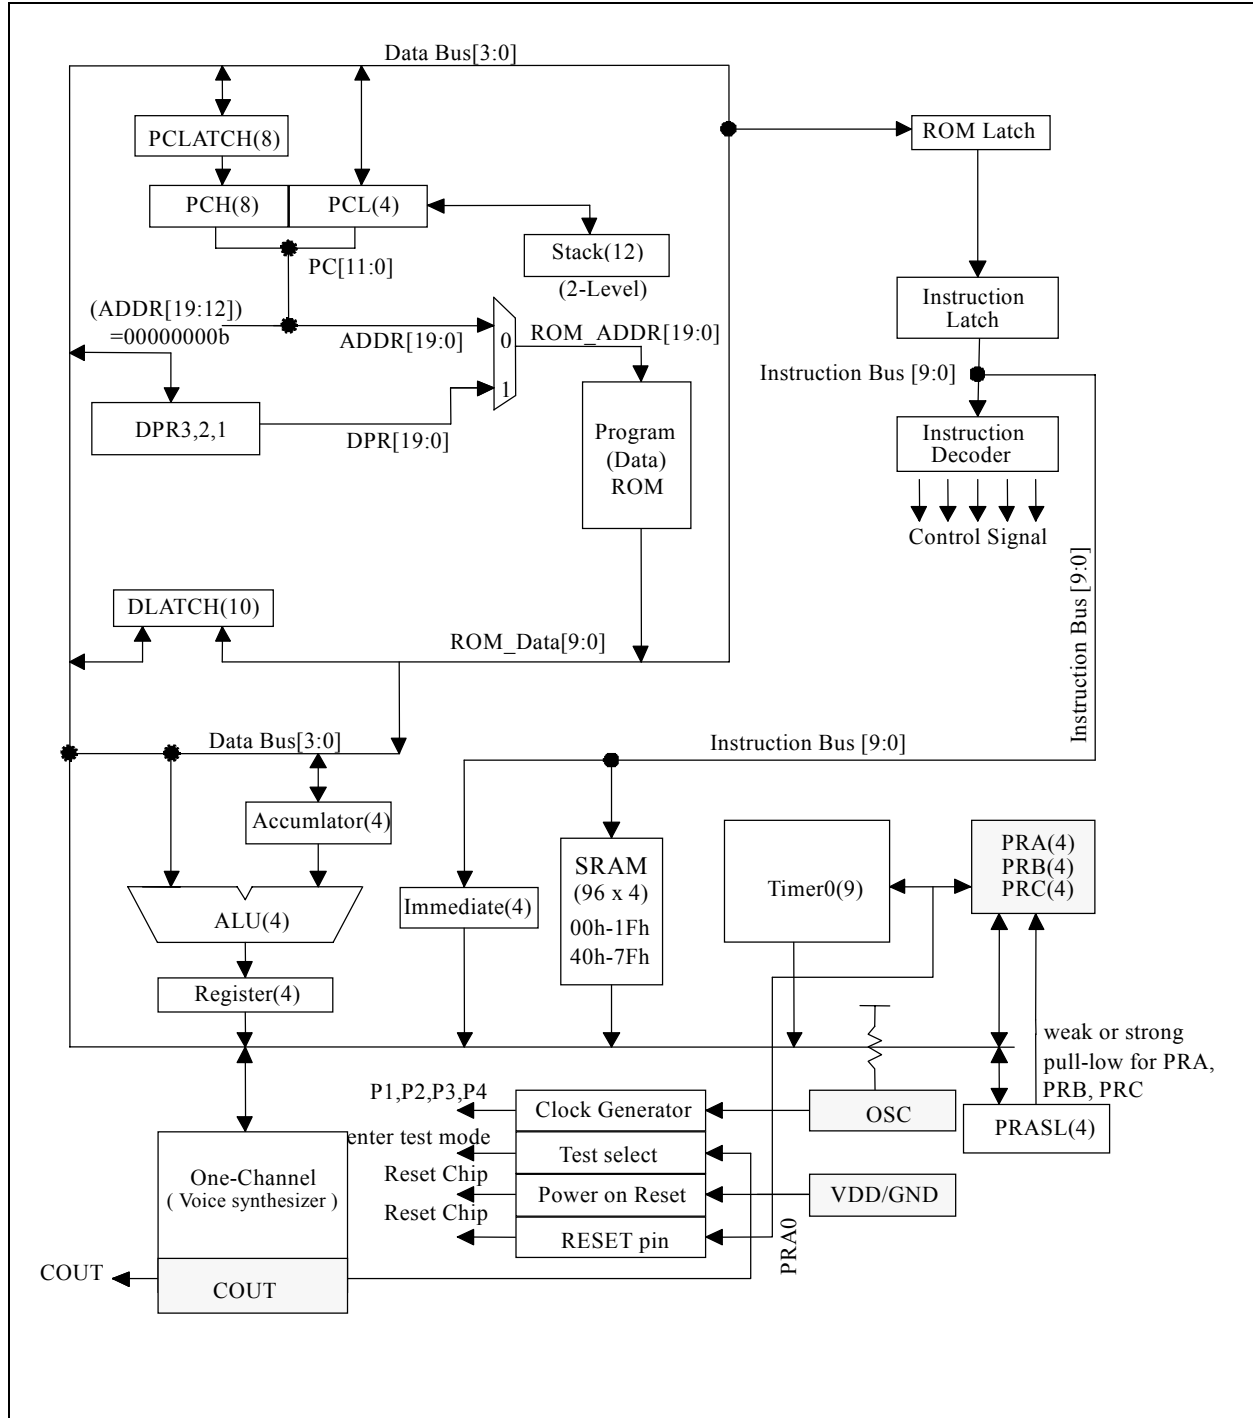 Data Bus[3:0]
PCLATCH(8)
ROM Latch
PCH(8)
PCL(4)
Stack(12)
(2-Level)
PC[11:0]
Instruction
Latch
(ADDR[19:12])
=00000000b
ADDR[19:0]
0
1
ROM_ADDR[19:0]
Instruction Bus [9:0]
DPR3,2,1
DPR[19:0]
Program
(Data)
ROM
Instruction
Decoder
Control Signal
Instruction Bus [9:0]
DLATCH(10)
ROM_Data[9:0]
Data Bus[3:0]
Instruction Bus [9:0]
Accumlator(4)
ALU(4)
Register(4)
Immediate(4)
SRAM
(96 x 4)
00h-1Fh
40h-7Fh
Timer0(9)
PRA(4)
PRB(4)
PRC(4)
weak or strong
pull-low for PRA,
PRB, PRC
PRASL(4)
P1,P2,P3,P4
Clock Generator
OSC
enter test mode
Test select
Reset Chip
Power on Reset
VDD/GND
Reset Chip
RESET pin
PRA0
One-Channel
( Voice synthesizer )
COUT
COUT